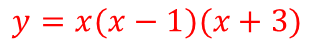 y = x(x − 1)(x + 3)